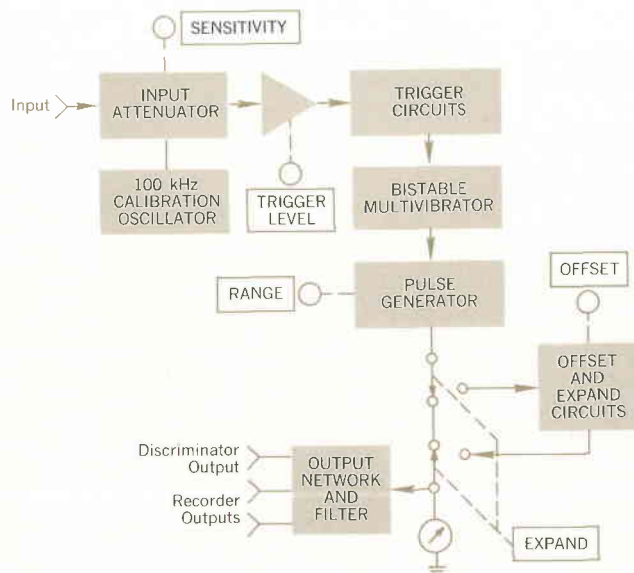 SENSITIVITY
Input
INPUT
ATTENUATOR
TRIGGER
CIRCUITS
100 kHz
CALIBRATION
OSCILLATOR
TRIGGER
LEVEL
BISTABLE
MULTIVIBRATOR
RANGE
PULSE
GENERATOR
OFFSET
OFFSET
AND
EXPAND
CIRCUITS
Discriminator
Output
Recorder
Outputs
OUTPUT
NETWORK
AND
FILTER
EXPAND